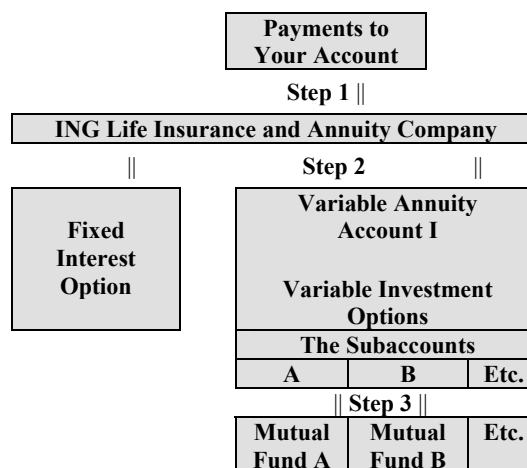 Payments to
Your Account
Step 1 ||
ING Life Insurance and Annuity Company
|| Step 2 ||
Fixed
Interest
Option
Variable Annuity
Account I
Variable Investment
Options
The Subaccounts
A B Etc.
|| Step 3 ||
Mutual
Fund A
Mutual
Fund B
Etc.